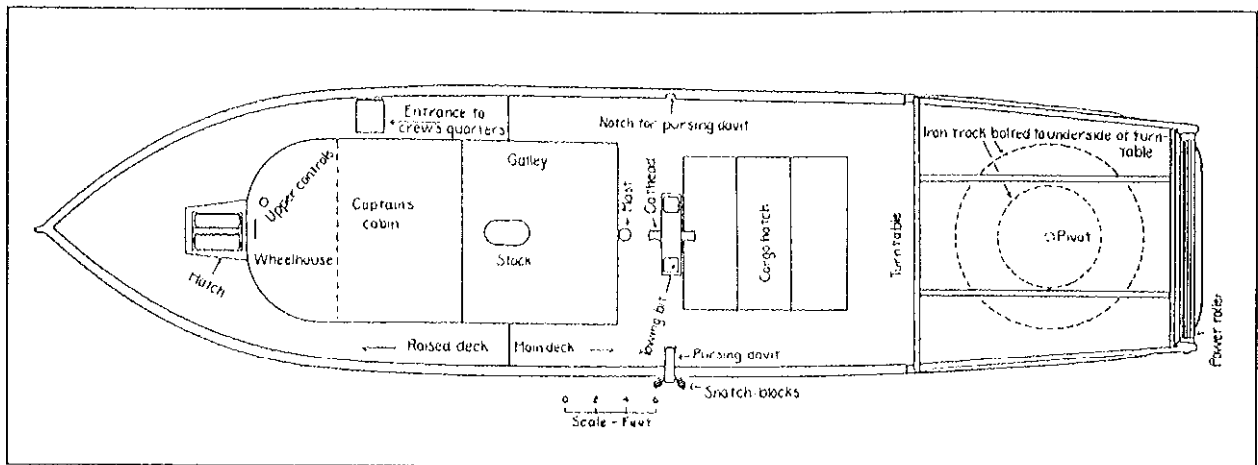 Entrance to
crew's quarters
Notch for pursing davit
Iron track bolted to underside of turn-
table
Galley
Upper controls
Captains
cabin
Mast
Cathead
Cargo hatch
Turntable
Pivot
Stack
Wheelhouse
Hatch
Towing bit
Raised deck
Main deck
Pursing davit
Snatch-blocks
Power roller
0 2 4 6
Scale - Feet